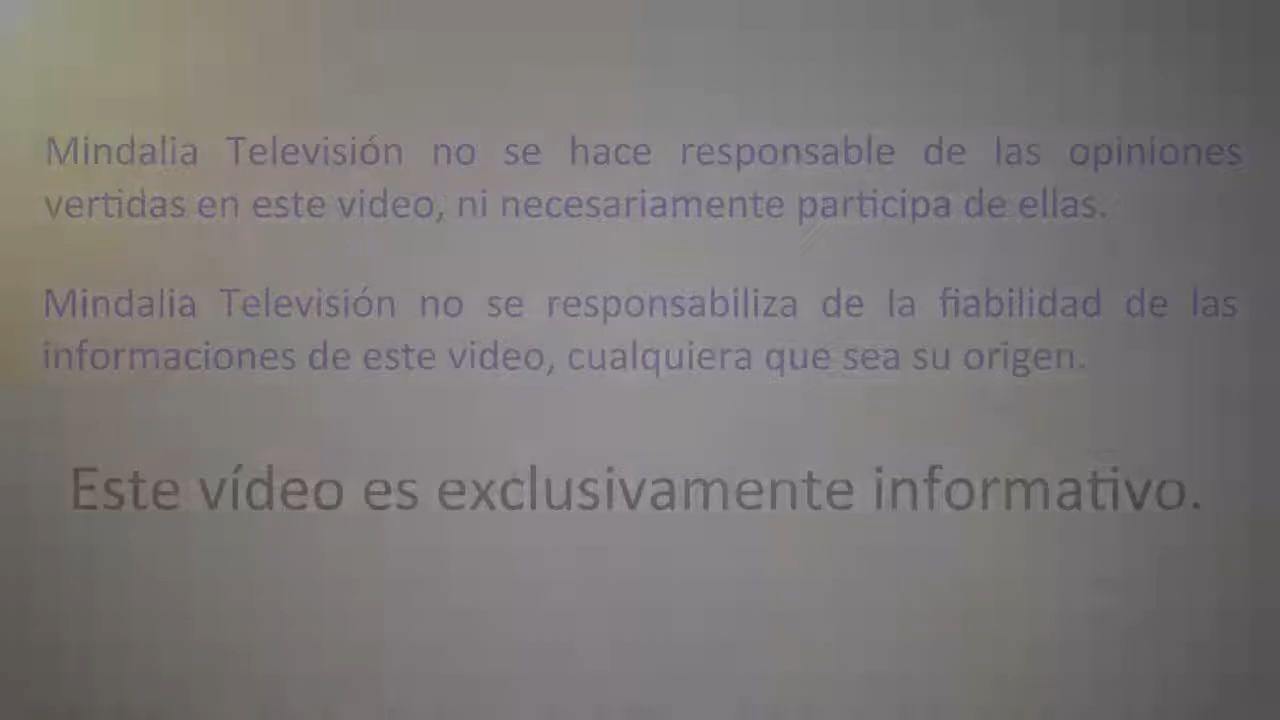 Mindalia Televisión no se hace responsable de las opiniones
vertidas en este video, ni necesariamente participa de ellas.
Mindalia Televisión no se responsabiliza de la fiabilidad de las
informaciones de este video, cualquiera que sea su origen.
Este vídeo es exclusivamente informativo.